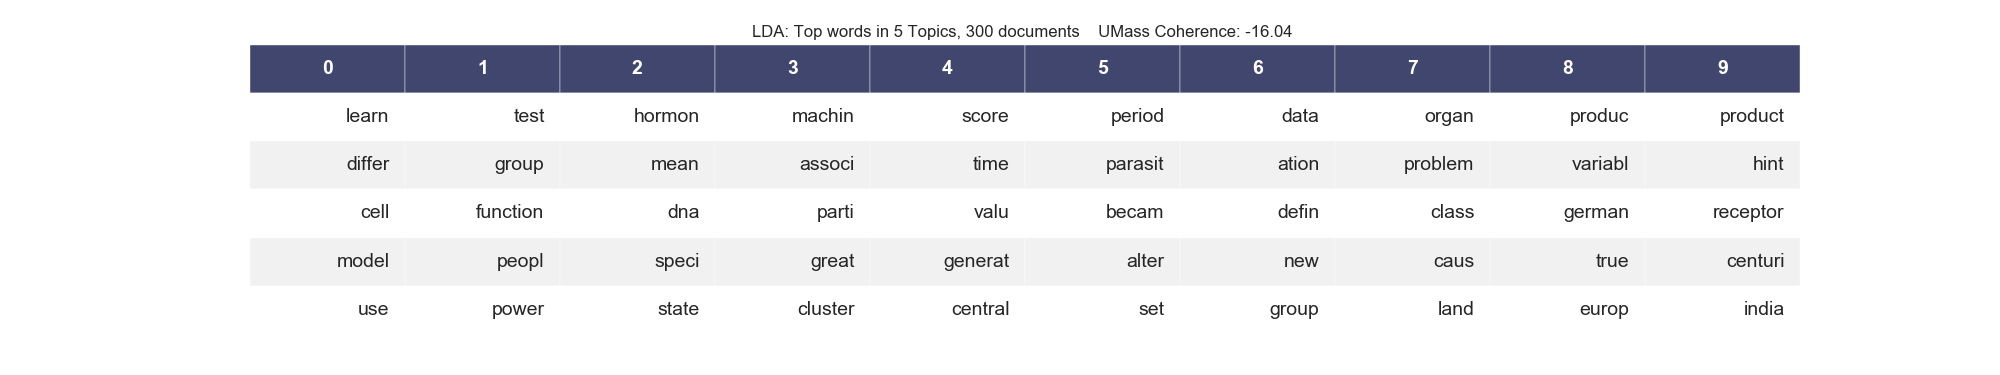 LDA: Top words in 5 Topics, 300 documents    UMass Coherence: -16.04
0 1 2 3 4 5 6 7 8 9
learn test hormon machin score period data organ produc product
differ group mean associ time parasit ation problem variabl hint
cell function dna parti valu becam defin class german receptor
model peopl speci great generat alter new caus true centuri
use power state cluster central set group land europ india